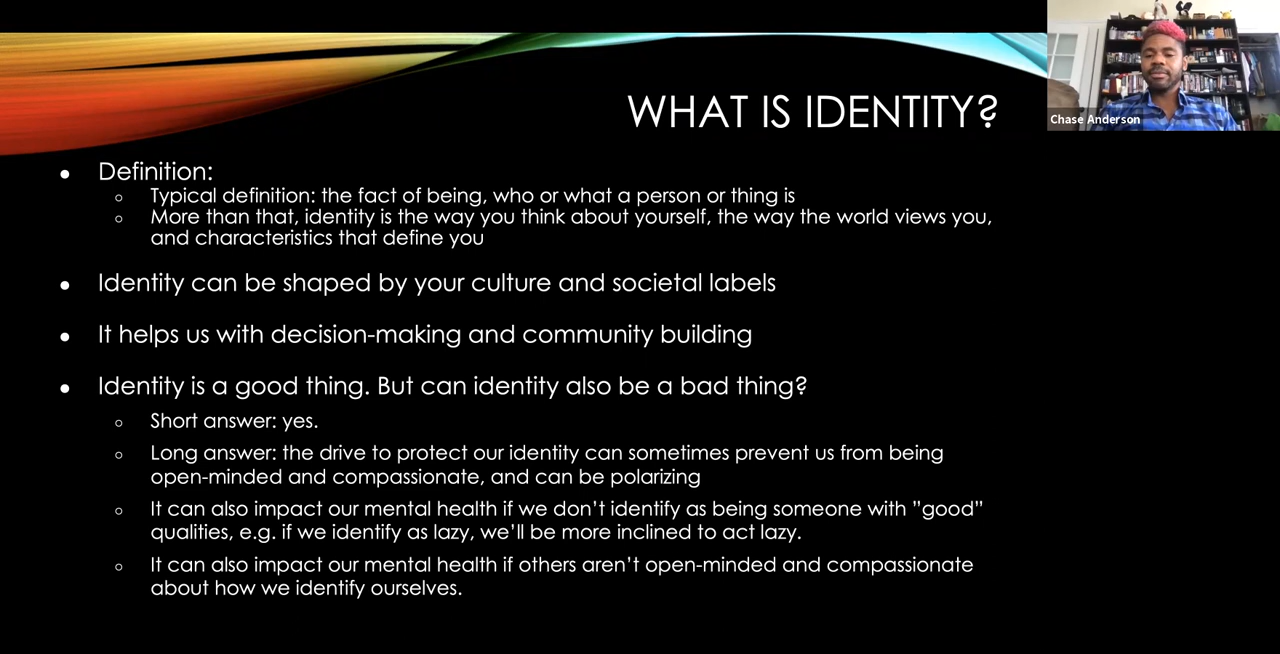 WHAT IS IDENTITY?
Chase Anderson
● Definition:
○ Typical definition: the fact of being, who or what a person or thing is
○ More than that, identity is the way you think about yourself, the way the world views you,
and characteristics that define you
● Identity can be shaped by your culture and societal labels
● It helps us with decision-making and community building
● Identity is a good thing. But can identity also be a bad thing?
○ Short answer: yes.
○ Long answer: the drive to protect our identity can sometimes prevent us from being
open-minded and compassionate, and can be polarizing
○ It can also impact our mental health if we don’t identify as being someone with ”good”
qualities, e.g. if we identify as lazy, we’ll be more inclined to act lazy.
○ It can also impact our mental health if others aren’t open-minded and compassionate
about how we identify ourselves.